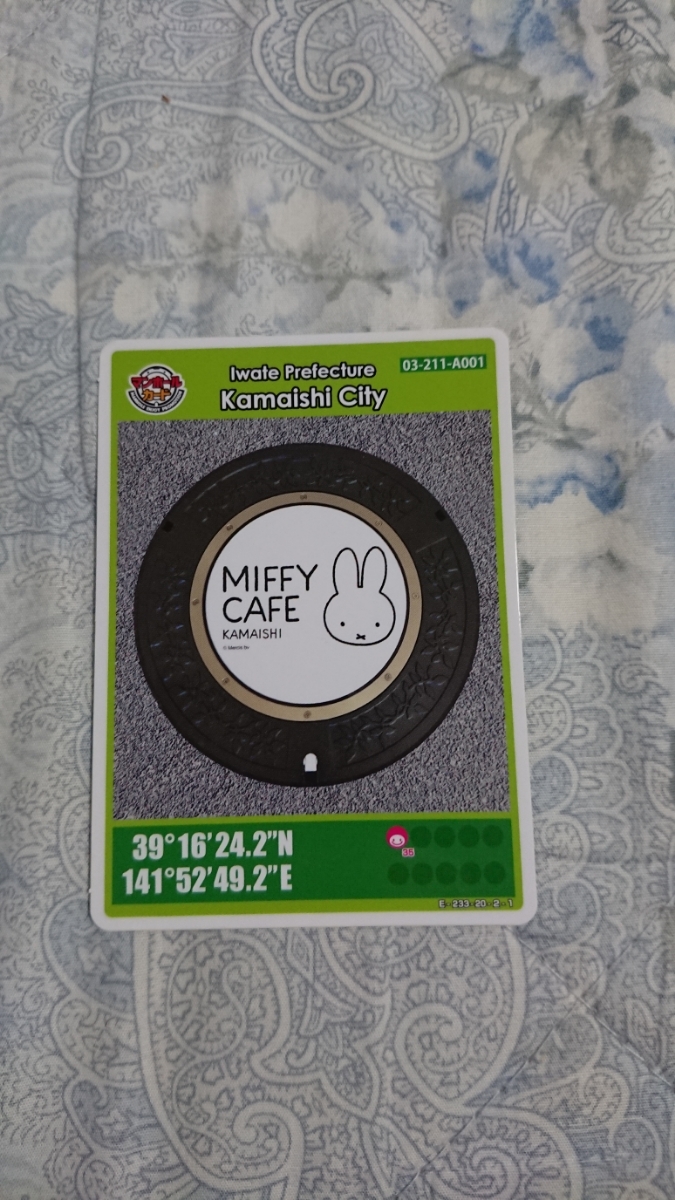 マンホール
カード
Iwate Prefecture
Kamaishi City
03-211-A001
MIFFY
CAFE
KAMAISHI
39°16'24.2"N
141°52'49.2"E
36
E-233-20-2-1